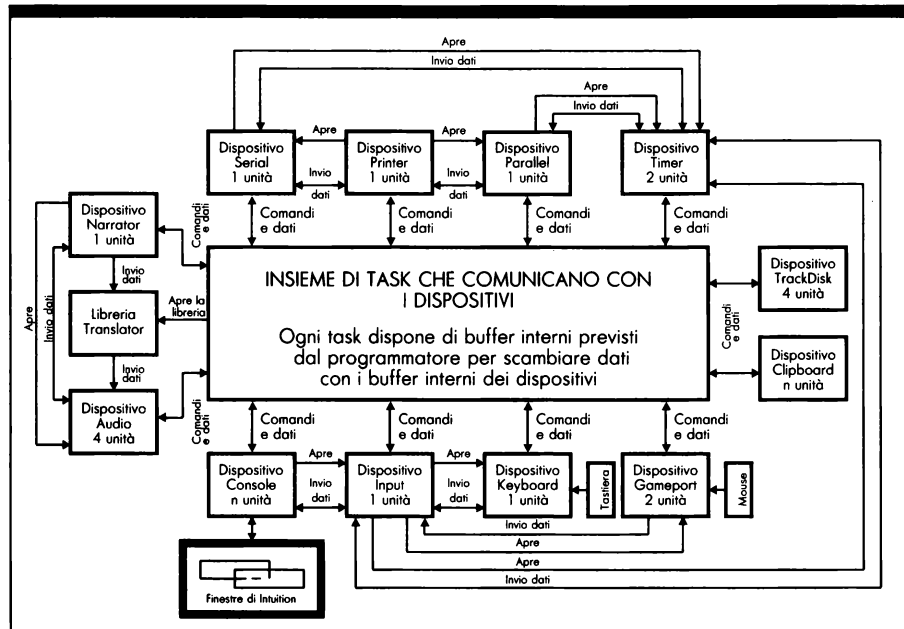 Apre
Invio dati
Apre
Invio dati
Dispositivo
Serial
1 unità
Apre
Invio
dati
Dispositivo
Printer
1 unità
Apre
Invio
dati
Dispositivo
Parallel
1 unità
Dispositivo
Timer
2 unità
Comandi
e dati
Comandi
e dati
Comandi
e dati
Comandi
e dati
Dispositivo
Narrator
1 unità
Comandi
e dati
Apre
Invio dati
Invio
dati
Libreria
Translator
Apre la
libreria
Invio
dati
Dispositivo
Audio
4 unità
Comandi
e dati
INSIEME DI TASK CHE COMUNICANO CON
I DISPOSITIVI
Ogni task dispone di buffer interni previsti
dal programmatore per scambiare dati
con i buffer interni dei dispositivi
Dispositivo
TrackDisk
4 unità
Comandi
e dati
Dispositivo
Clipboard
n unità
Comandi
e dati
Comandi
e dati
Comandi
e dati
Comandi
e dati
Dispositivo
Console
n unità
Apre
Invio
dati
Dispositivo
Input
1 unità
Apre
Invio
dati
Dispositivo
Keyboard
1 unità
Tastiera
Dispositivo
Gameport
2 unità
Mouse
Invio dati
Apre
Apre
Invio dati
Finestre di Intuition